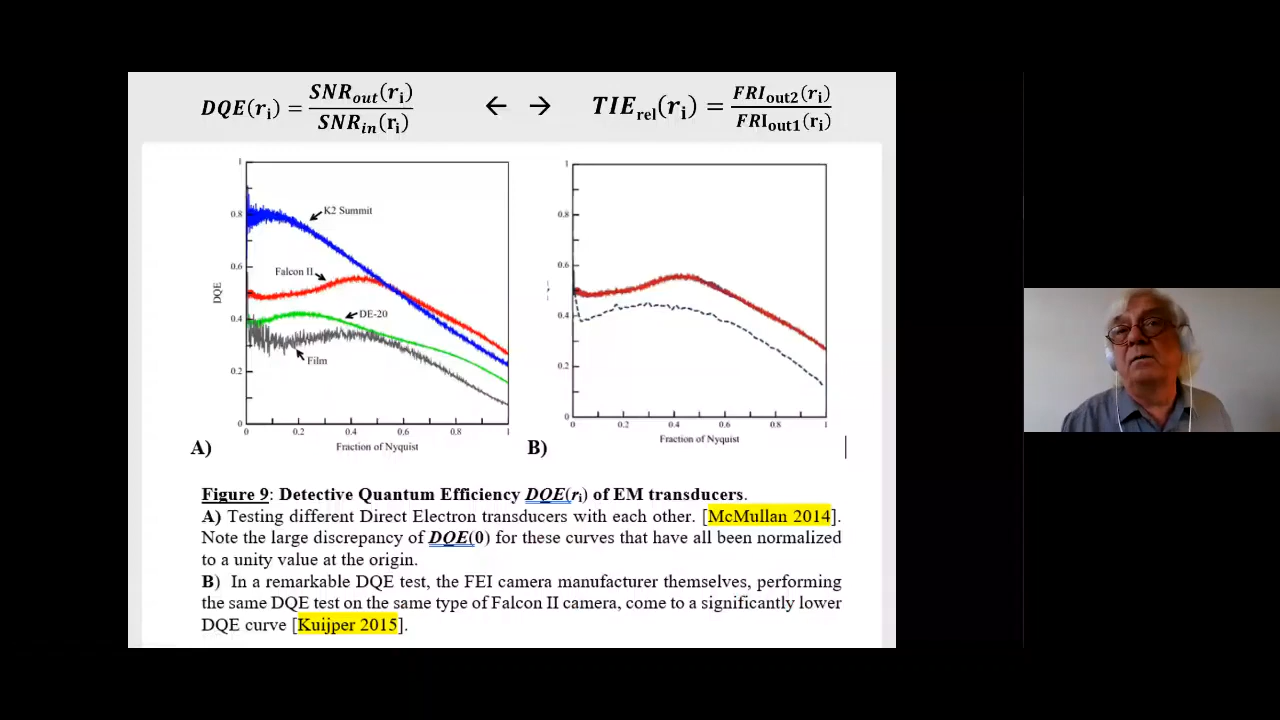 DQE(rᵢ) = SNRout(rᵢ) / SNRin(rᵢ) ← → TIErel(rᵢ) = FRIout2(rᵢ) / FRIout1(rᵢ)
1
0.8
0.6
0.4
0.2
0
DQE
K2 Summit
Falcon II
DE-20
Film
0 0.2 0.4 0.6 0.8 1
Fraction of Nyquist
A)
1
0.8
0.6
0.4
0.2
0
0 0.2 0.4 0.6 0.8 1
Fraction of Nyquist
B)
Figure 9: Detective Quantum Efficiency DQE(rᵢ) of EM transducers.
A) Testing different Direct Electron transducers with each other. [McMullan 2014].
Note the large discrepancy of DQE(0) for these curves that have all been normalized
to a unity value at the origin.
B) In a remarkable DQE test, the FEI camera manufacturer themselves, performing
the same DQE test on the same type of Falcon II camera, come to a significantly lower
DQE curve [Kuijper 2015].